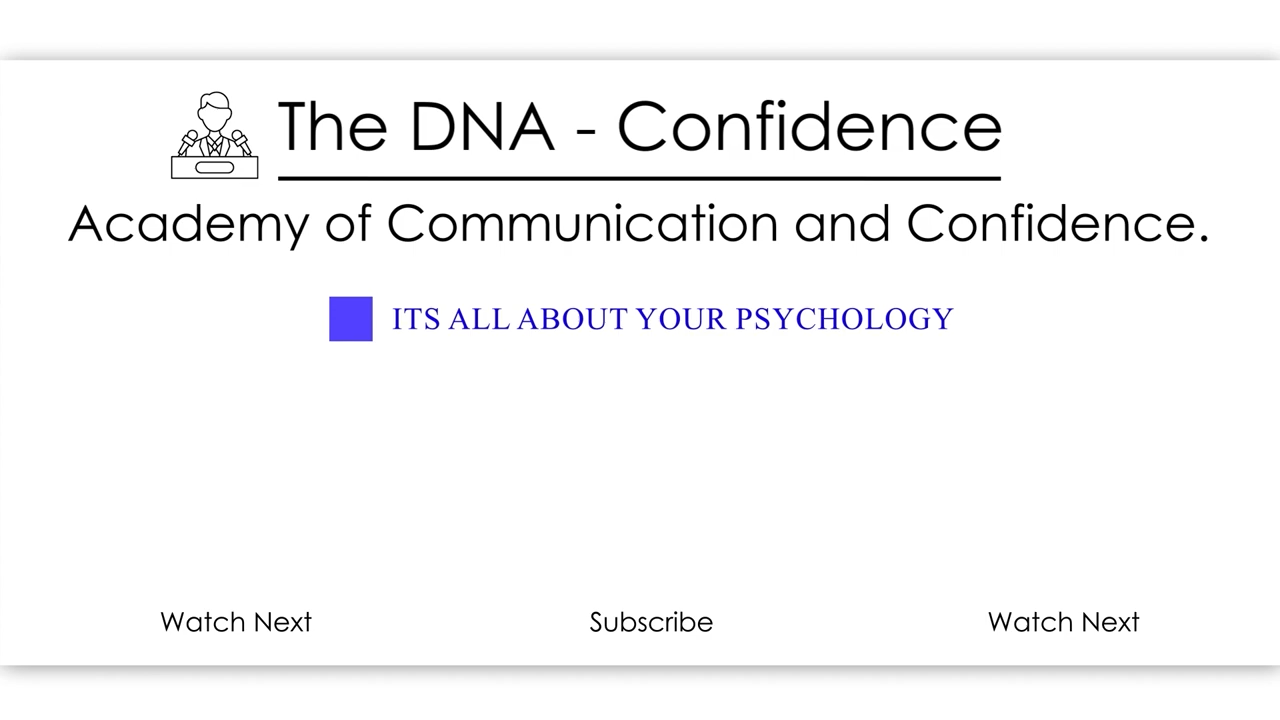 The DNA - Confidence
Academy of Communication and Confidence.
ITS ALL ABOUT YOUR PSYCHOLOGY
Watch Next Subscribe Watch Next